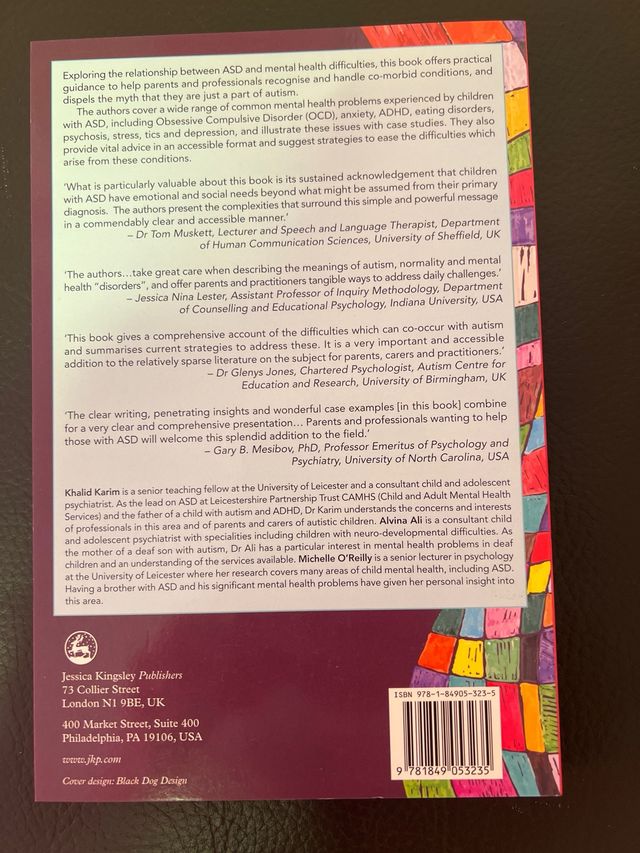 Exploring the relationship between ASD and mental health difficulties, this book offers practical
guidance to help parents and professionals recognise and handle co-morbid conditions, and
dispels the myth that they are just a part of autism.
The authors cover a wide range of common mental health problems experienced by children
with ASD, including Obsessive Compulsive Disorder (OCD), anxiety, ADHD, eating disorders,
psychosis, stress, tics and depression, and illustrate these issues with case studies. They also
provide vital advice in an accessible format and suggest strategies to ease the difficulties which
arise from these conditions.
'What is particularly valuable about this book is its sustained acknowledgement that children
with ASD have emotional and social needs beyond what might be assumed from their primary
diagnosis. The authors present the complexities that surround this simple and powerful message
in a commendably clear and accessible manner.'
– Dr Tom Muskett, Lecturer and Speech and Language Therapist, Department
of Human Communication Sciences, University of Sheffield, UK
'The authors…take great care when describing the meanings of autism, normality and mental
health "disorders", and offer parents and practitioners tangible ways to address daily challenges.'
– Jessica Nina Lester, Assistant Professor of Inquiry Methodology, Department
of Counselling and Educational Psychology, Indiana University, USA
'This book gives a comprehensive account of the difficulties which can co-occur with autism
and summarises current strategies to address these. It is a very important and accessible
addition to the relatively sparse literature on the subject for parents, carers and practitioners.'
– Dr Glenys Jones, Chartered Psychologist, Autism Centre for
Education and Research, University of Birmingham, UK
'The clear writing, penetrating insights and wonderful case examples [in this book] combine
for a very clear and comprehensive presentation… Parents and professionals wanting to help
those with ASD will welcome this splendid addition to the field.'
– Gary B. Mesibov, PhD, Professor Emeritus of Psychology and
Psychiatry, University of North Carolina, USA
Khalid Karim is a senior teaching fellow at the University of Leicester and a consultant child and adolescent
psychiatrist. As the lead on ASD at Leicestershire Partnership Trust CAMHS (Child and Adult Mental Health
Services) and the father of a child with autism and ADHD, Dr Karim understands the concerns and interests
of professionals in this area and of parents and carers of autistic children. Alvina Ali is a consultant child
and adolescent psychiatrist with specialities including children with neuro-developmental difficulties. As
the mother of a deaf son with autism, Dr Ali has a particular interest in mental health problems in deaf
children and an understanding of the services available. Michelle O'Reilly is a senior lecturer in psychology
at the University of Leicester where her research covers many areas of child mental health, including ASD.
Having a brother with ASD and his significant mental health problems have given her personal insight into
this area.
Jessica Kingsley Publishers
73 Collier Street
London N1 9BE, UK
400 Market Street, Suite 400
Philadelphia, PA 19106, USA
www.jkp.com
Cover design: Black Dog Design
ISBN 978-1-84905-323-5
9 781849 053235